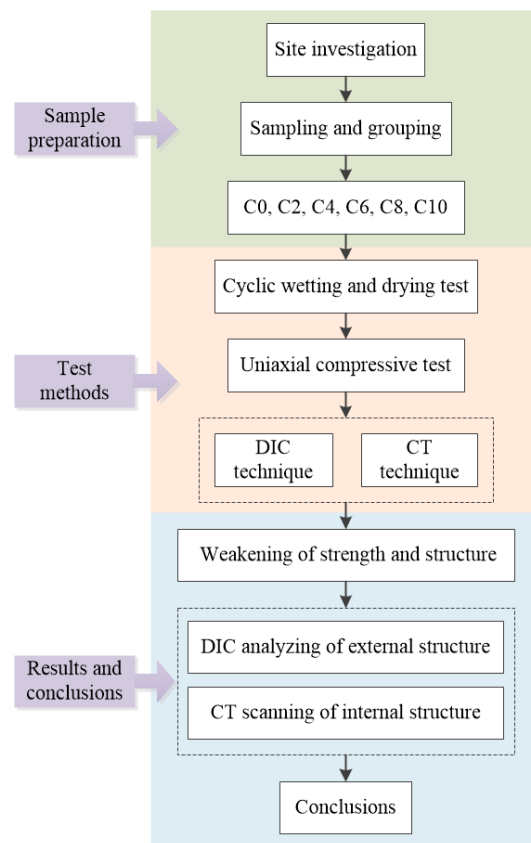 Site investigation
Sample
preparation
Sampling and grouping
C0, C2, C4, C6, C8, C10
Cyclic wetting and drying test
Test
methods
Uniaxial compressive test
DIC
technique
CT
technique
Weakening of strength and structure
Results and
conclusions
DIC analyzing of external structure
CT scanning of internal structure
Conclusions